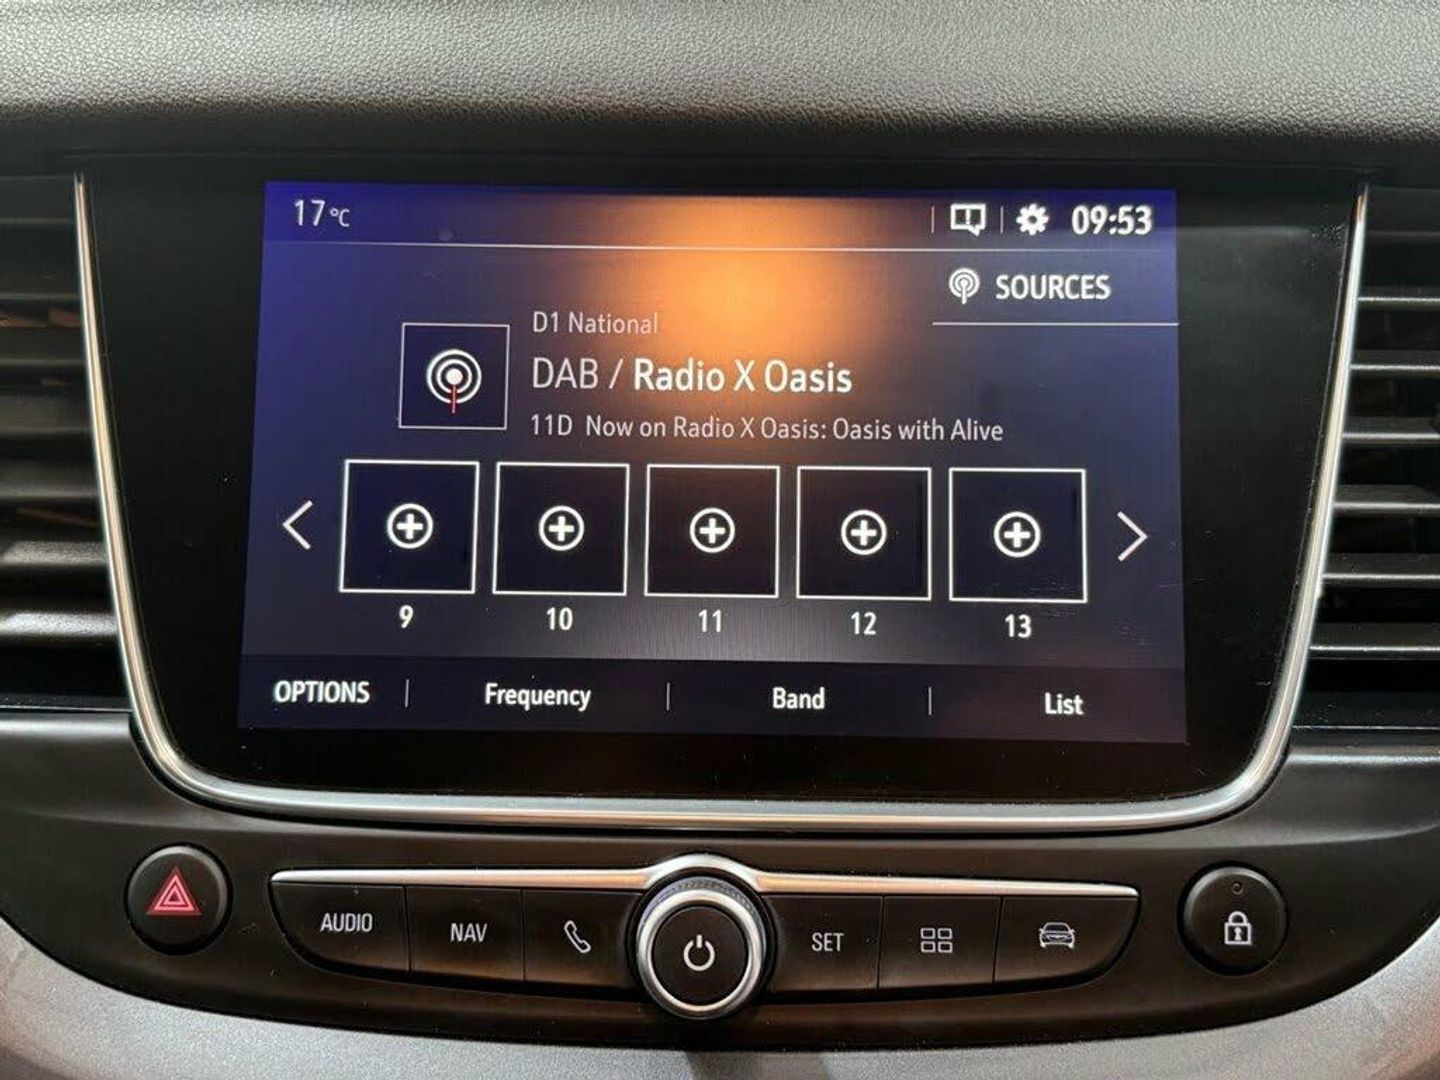 17°C
09:53
SOURCES
D1 National
DAB / Radio X Oasis
11D Now on Radio X Oasis: Oasis with Alive
9 10 11 12 13
OPTIONS Frequency Band List
AUDIO NAV SET